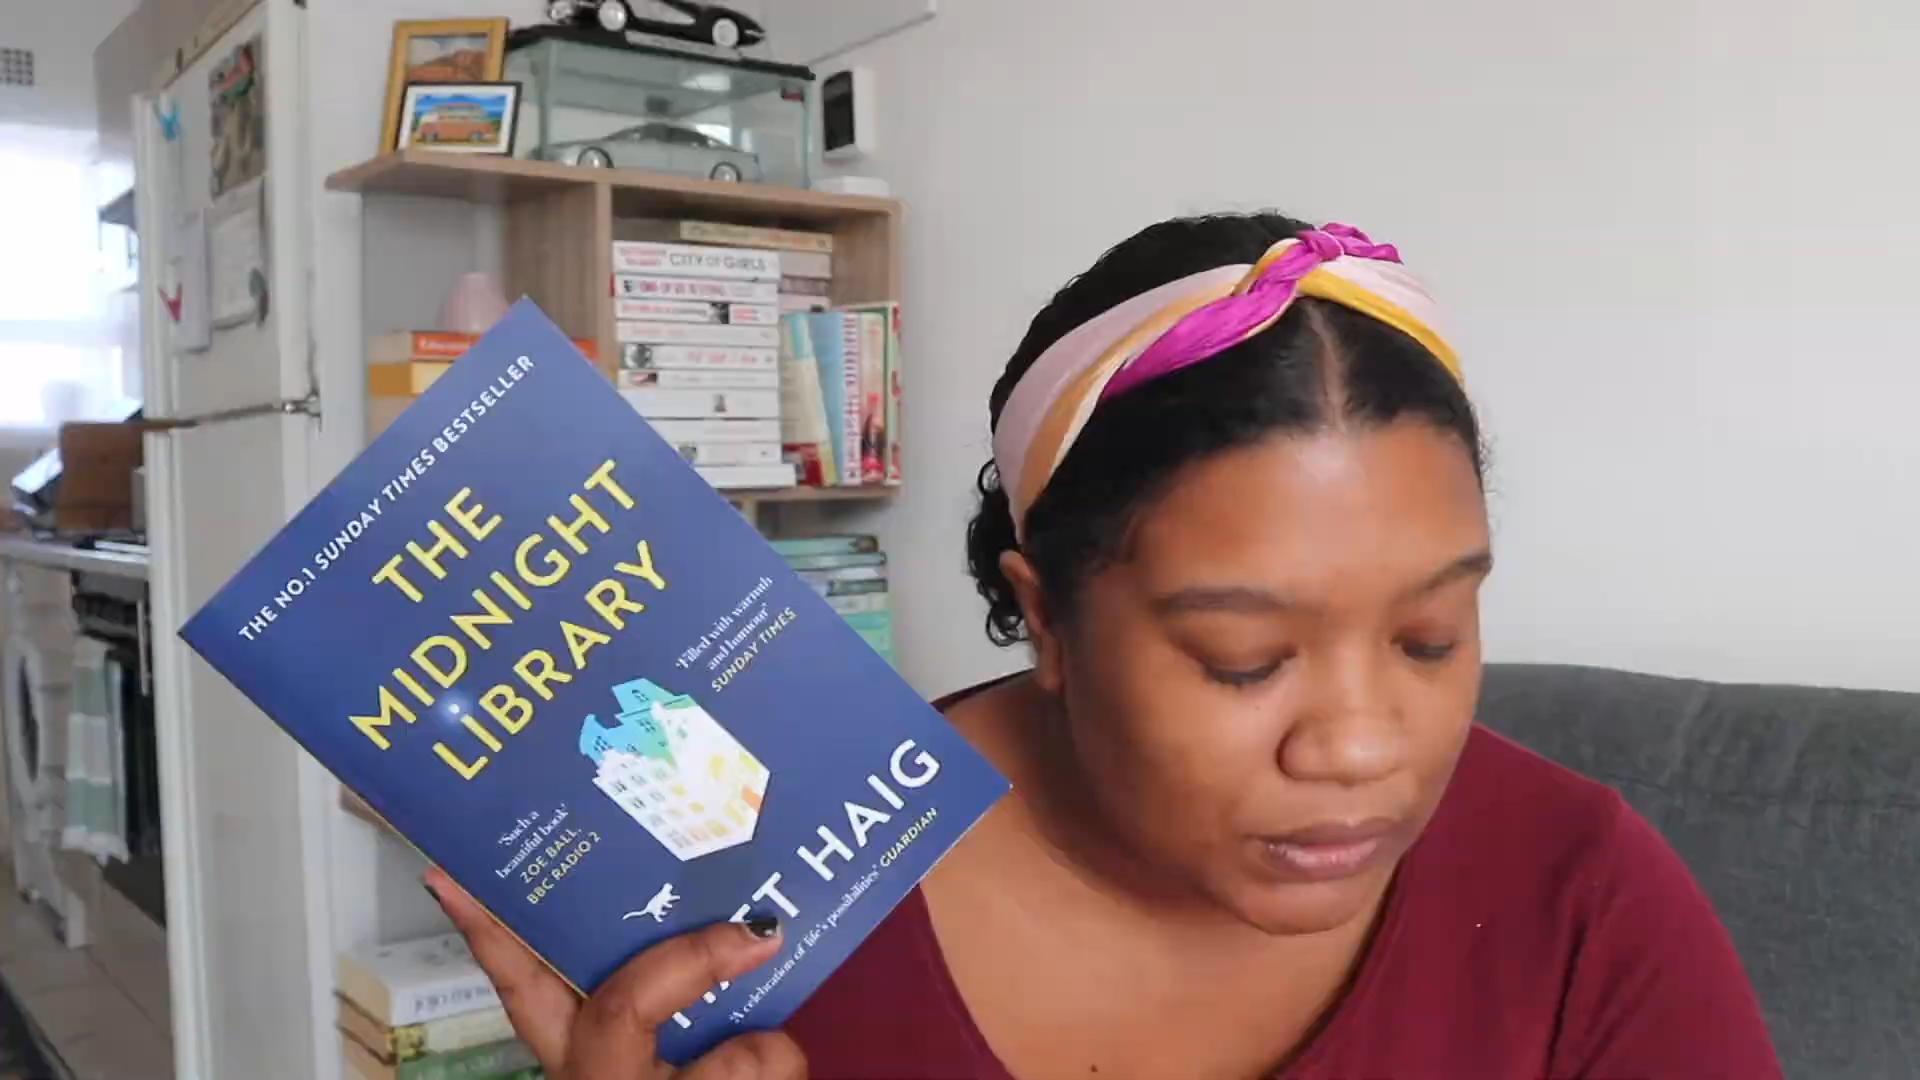 THE NO.1 SUNDAY TIMES BESTSELLER
THE
MIDNIGHT
LIBRARY
'Filled with warmth
and humour'
SUNDAY TIMES
'Such a
beautiful book'
ZOE BALL,
BBC RADIO 2
HAIG
'A celebration of life's possibilities' GUARDIAN
CITY OF GIRLS